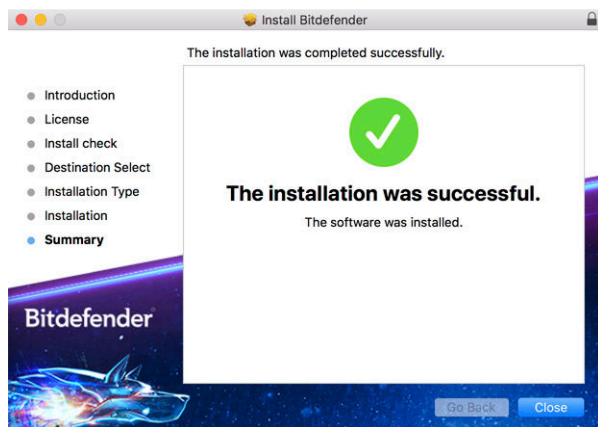 Install Bitdefender
The installation was completed successfully.
Introduction
License
Install check
Destination Select
Installation Type
Installation
Summary
The installation was successful.
The software was installed.
Bitdefender
Go Back
Close